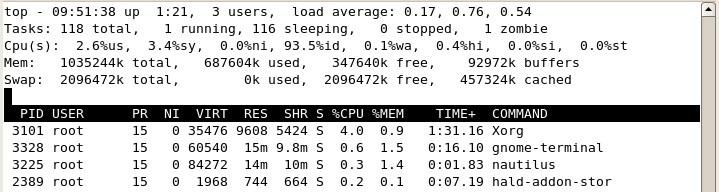 top - 09:51:38 up  1:21,  3 users,  load average: 0.17, 0.76, 0.54
Tasks: 118 total,   1 running, 116 sleeping,   0 stopped,   1 zombie
Cpu(s):  2.6%us,  3.4%sy,  0.0%ni, 93.5%id,  0.1%wa,  0.4%hi,  0.0%si,  0.0%st
Mem:   1035244k total,   687604k used,   347640k free,    92972k buffers
Swap:  2096472k total,        0k used,  2096472k free,   457324k cached
PID USER      PR  NI  VIRT  RES  SHR S %CPU %MEM    TIME+  COMMAND
3101 root      15   0 35476 9608 5424 S  4.0  0.9   1:31.16 Xorg
3328 root      15   0 60540  15m 9.8m S  0.6  1.5   0:16.10 gnome-terminal
3225 root      15   0 84272  14m  10m S  0.3  1.4   0:01.83 nautilus
2389 root      15   0  1968  744  664 S  0.2  0.1   0:07.19 hald-addon-stor